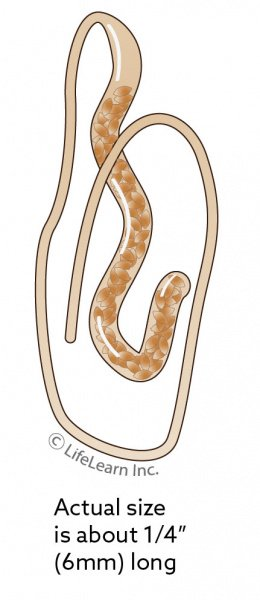 © LifeLearn Inc.
Actual size
is about 1/4”
(6mm) long